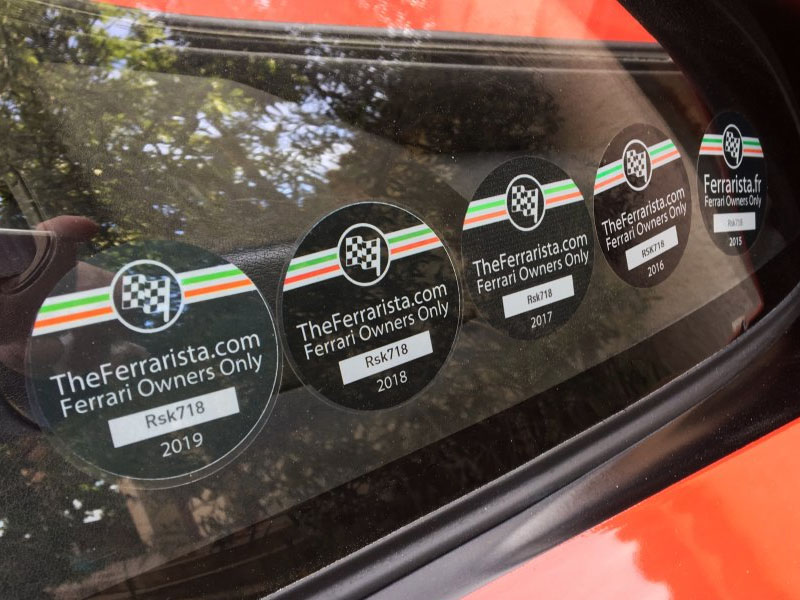 TheFerrarista.com
Ferrari Owners Only
Rsk718
2019
TheFerrarista.com
Ferrari Owners Only
Rsk718
2018
TheFerrarista.com
Ferrari Owners Only
Rsk718
2017
TheFerrarista.com
Ferrari Owners Only
RSK718
2016
Ferrarista.fr
Ferrari Owners Only
Rsk718
2015